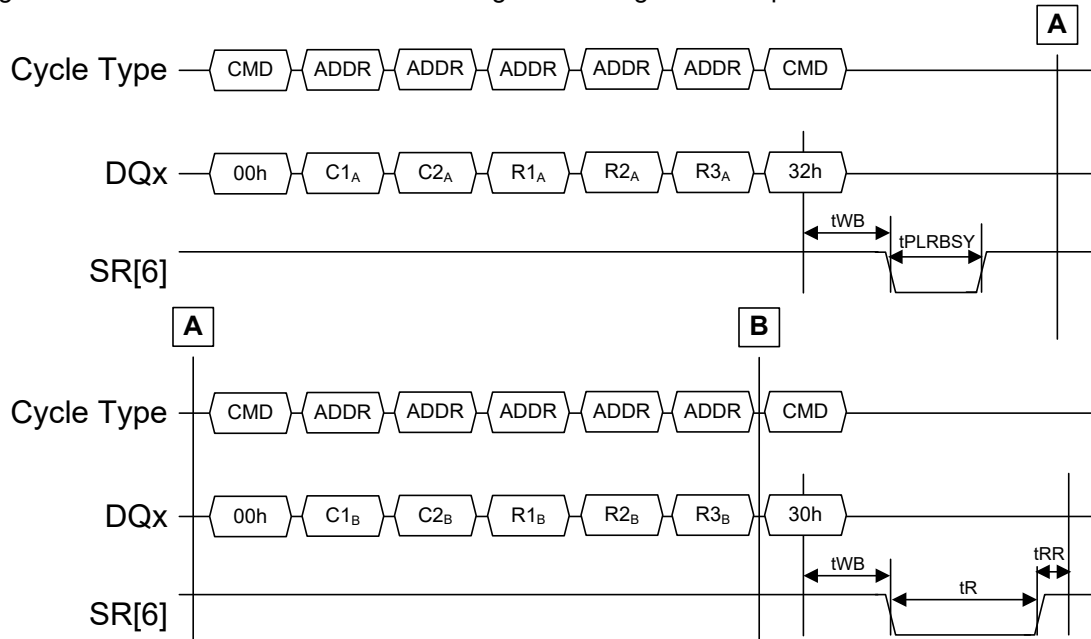 A
Cycle Type CMD ADDR ADDR ADDR ADDR ADDR CMD
DQx 00h C1A C2A R1A R2A R3A 32h
tWB tPLRBSY
SR[6]
A B
Cycle Type CMD ADDR ADDR ADDR ADDR ADDR CMD
DQx 00h C1B C2B R1B R2B R3B 30h
tWB tR tRR
SR[6]